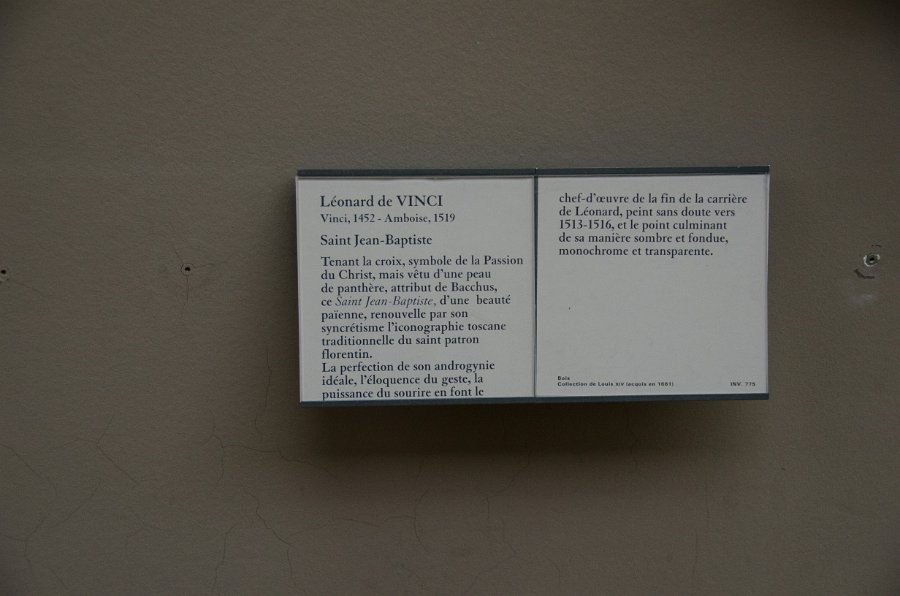 Léonard de VINCI
Vinci, 1452 - Amboise, 1519
Saint Jean-Baptiste
Tenant la croix, symbole de la Passion
du Christ, mais vêtu d'une peau
de panthère, attribut de Bacchus,
ce Saint Jean-Baptiste, d'une beauté
païenne, renouvelle par son
syncrétisme l'iconographie toscane
traditionnelle du saint patron
florentin.
La perfection de son androgynie
idéale, l'éloquence du geste, la
puissance du sourire en font le
chef-d'œuvre de la fin de la carrière
de Léonard, peint sans doute vers
1513-1516, et le point culminant
de sa manière sombre et fondue,
monochrome et transparente.
Bois
Collection de Louis XIV (acquis en 1661)
INV. 775